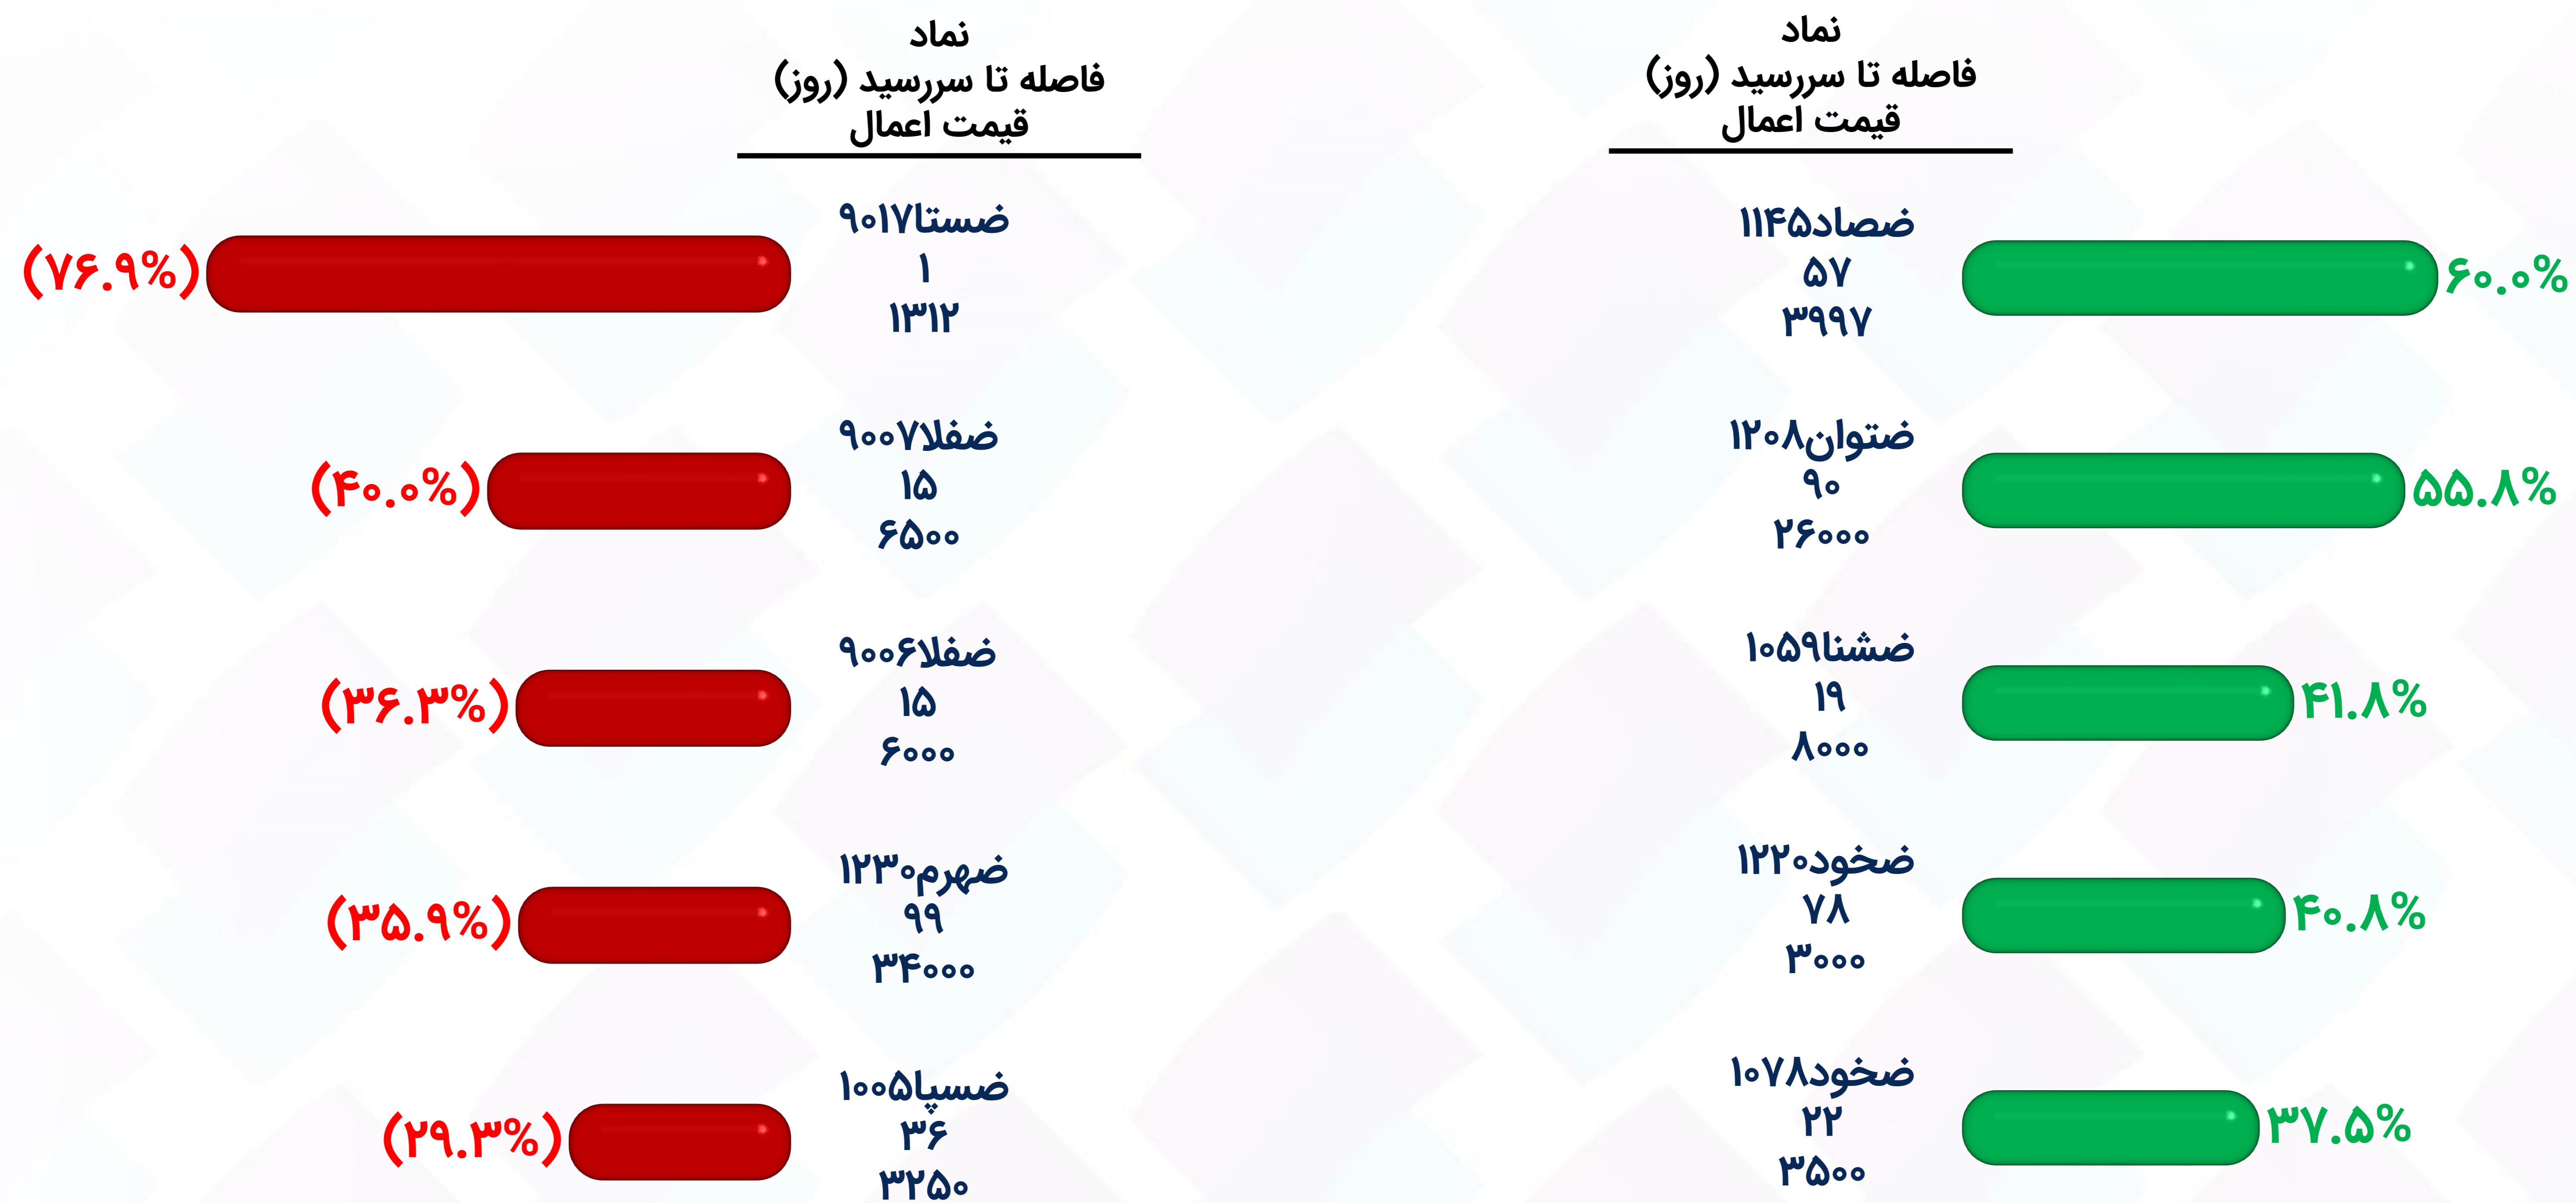 نماد
فاصله تا سررسید (روز)
قیمت اعمال
ضصاد۱۱۴۵
۵۷
۳۹۹۷
۶۰.۰%
ضتوان۱۲۰۸
۹۰
۲۶۰۰۰
۵۵.۸%
ضشنا۱۰۵۹
۱۹
۸۰۰۰
۴۱.۸%
ضخود۱۲۲۰
۷۸
۳۰۰۰
۴۰.۸%
ضخود۱۰۷۸
۲۲
۳۵۰۰
۳۷.۵%
نماد
فاصله تا سررسید (روز)
قیمت اعمال
ضستا۹۰۱۷
۱
۱۳۱۲
(۷۶.۹%)
ضفلا۹۰۰۷
۱۵
۶۵۰۰
(۴۰.۰%)
ضفلا۹۰۰۶
۱۵
۶۰۰۰
(۳۶.۳%)
ضهرم۱۲۳۰
۹۹
۳۴۰۰۰
(۳۵.۹%)
ضسپا۱۰۰۵
۳۶
۳۲۵۰
(۲۹.۳%)